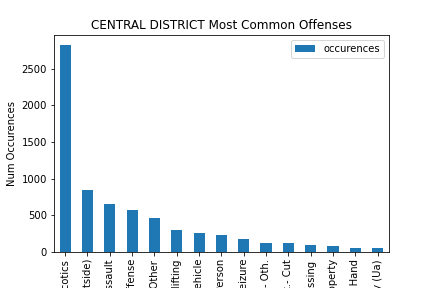 CENTRAL DISTRICT Most Common Offenses
occurences
Num Occurences
2500
2000
1500
1000
500
0
cotics
tside)
ssault
ffense
Other
lifting
ehicle
erson
eizure
- Oth.
.- Cut
ssing
operty
Hand
y (Ua)